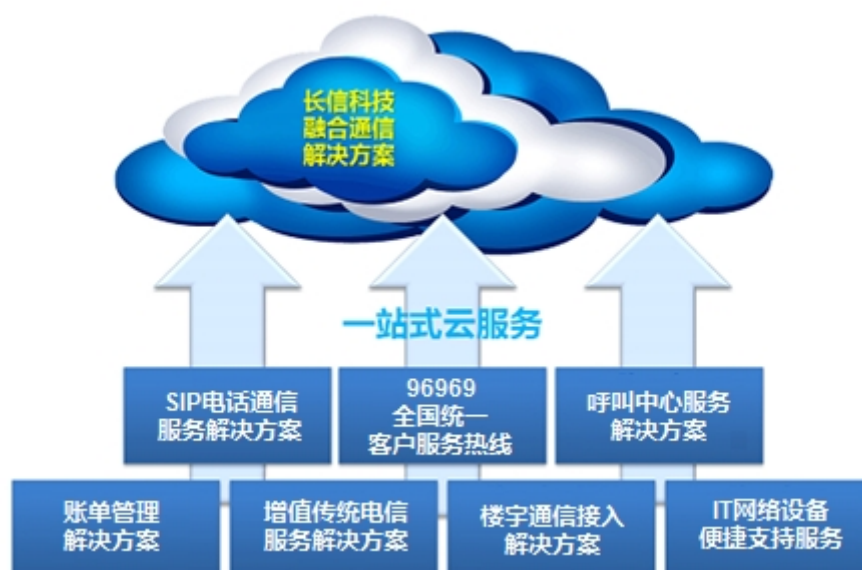 长信科技
融合通信
解决方案
一站式云服务
SIP电话通信
服务解决方案
96969
全国统一
客户服务热线
呼叫中心服务
解决方案
账单管理
解决方案
增值传统电信
服务解决方案
楼宇通信接入
解决方案
IT网络设备
便捷支持服务